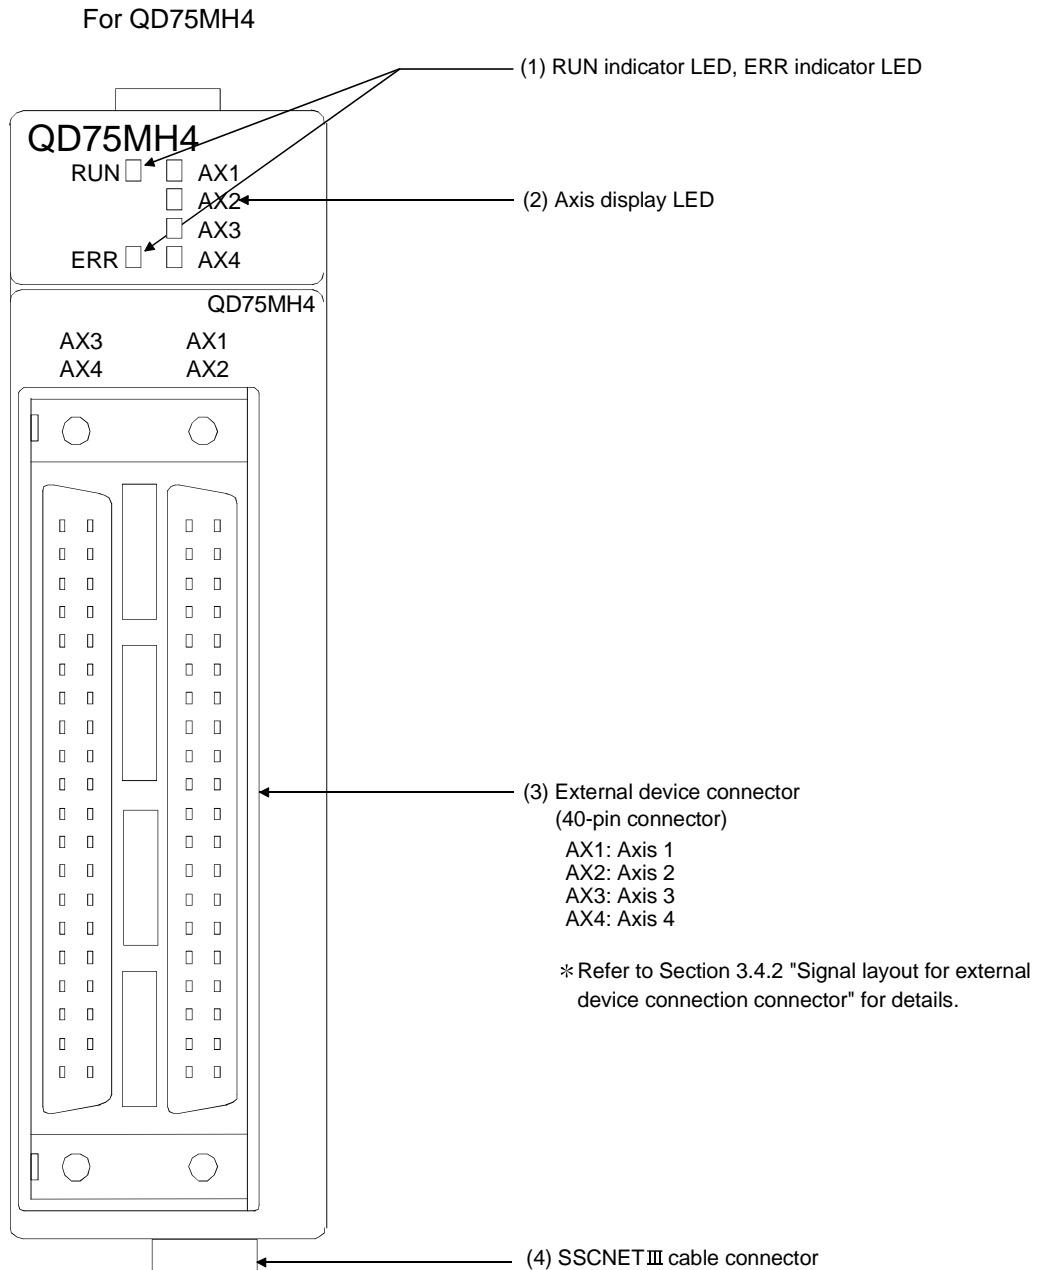 For QD75MH4
(1) RUN indicator LED, ERR indicator LED
QD75MH4
RUN AX1
AX2
(2) Axis display LED
AX3
ERR AX4
QD75MH4
AX3 AX1
AX4 AX2
(3) External device connector
(40-pin connector)
AX1: Axis 1
AX2: Axis 2
AX3: Axis 3
AX4: Axis 4
＊Refer to Section 3.4.2 "Signal layout for external
device connection connector" for details.
(4) SSCNETⅢ cable connector